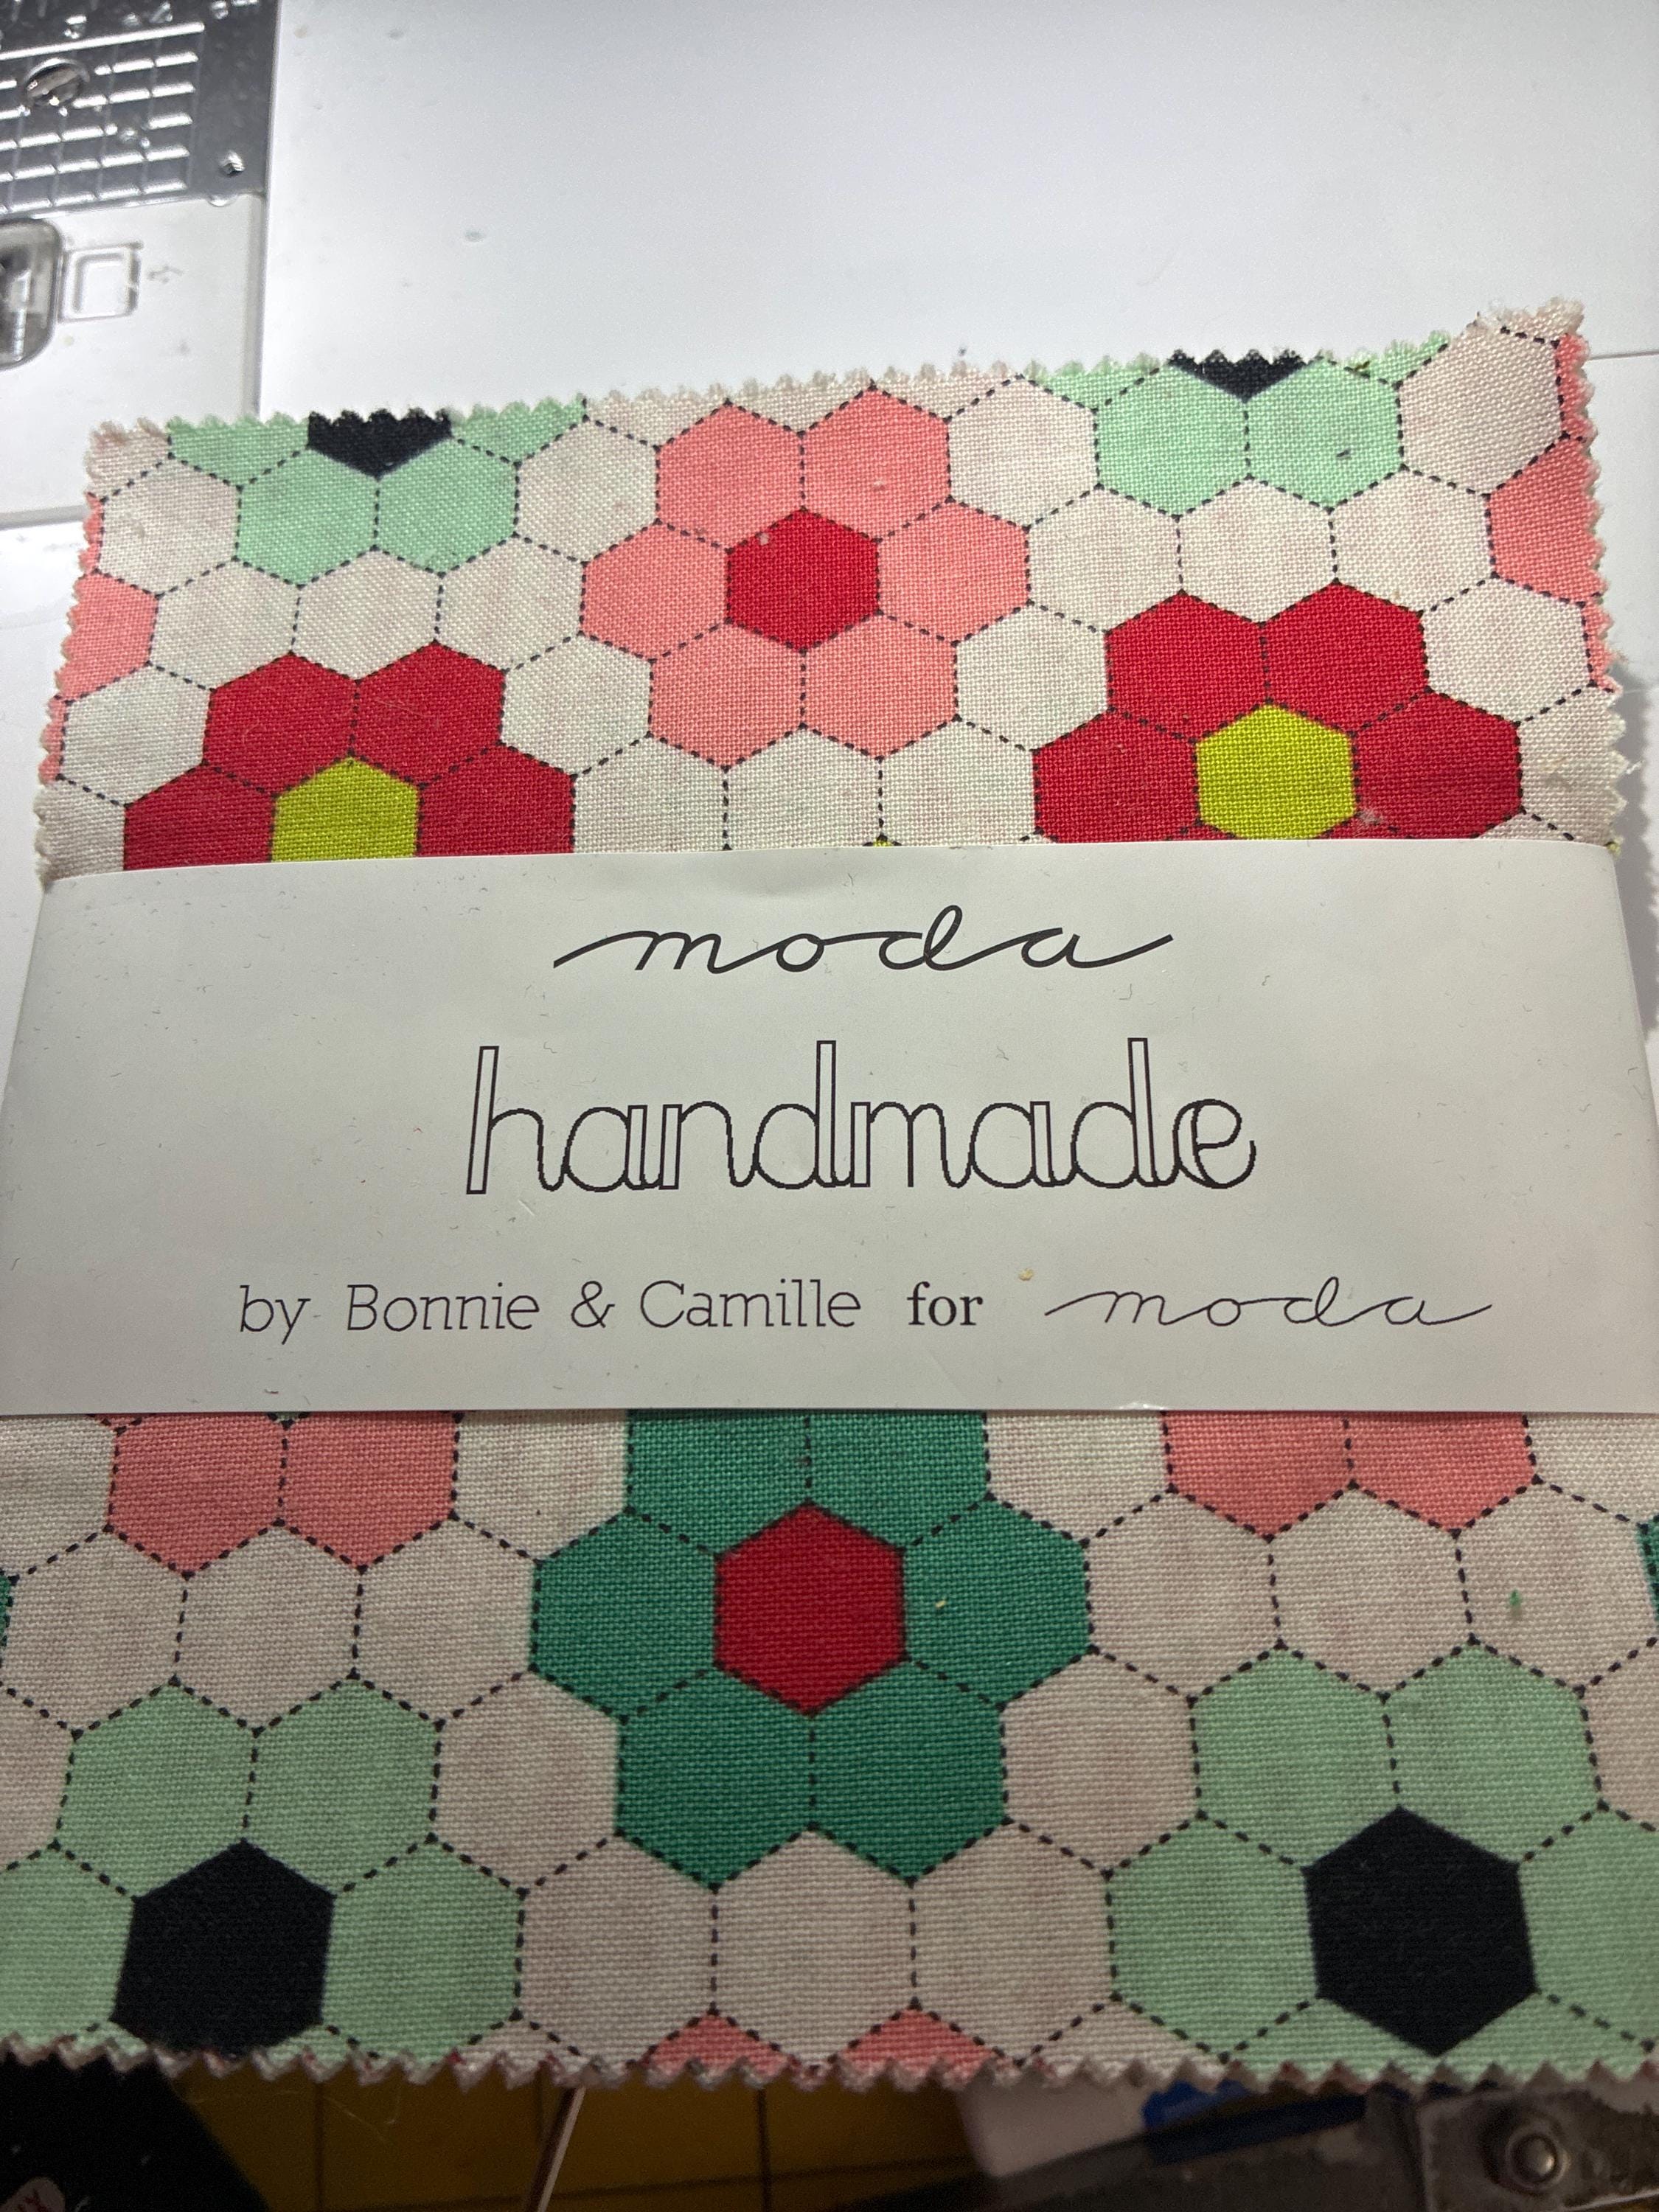 moda
handmade
by Bonnie & Camille for moda